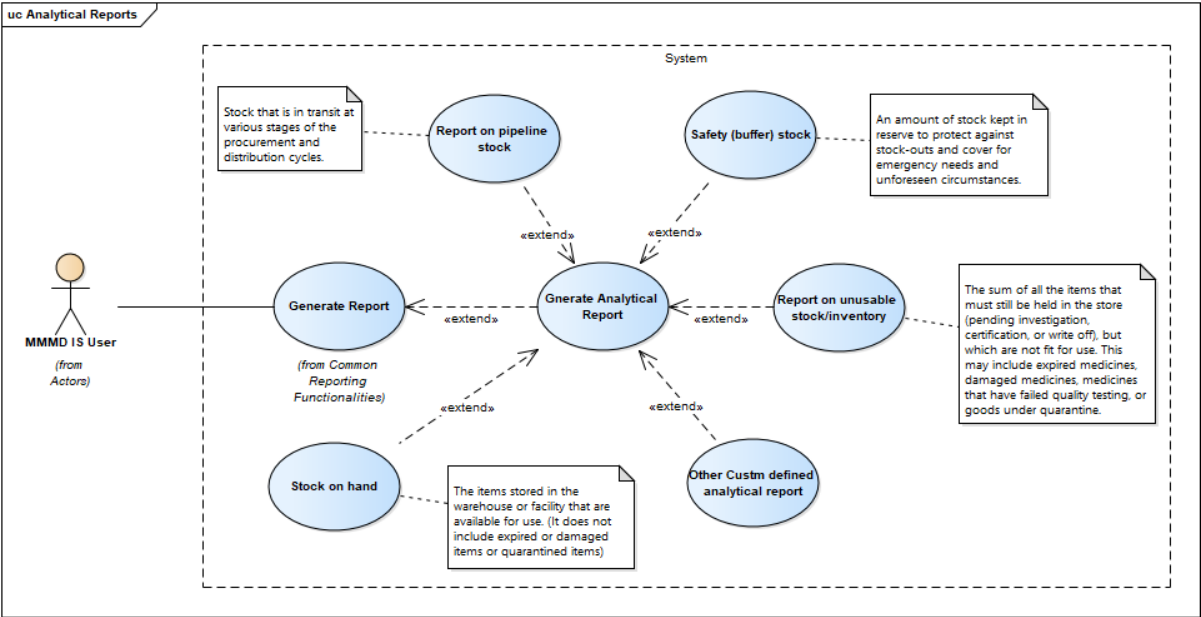 uc Analytical Reports
System
Stock that is in transit at
various stages of the
procurement and
distribution cycles.
Report on pipeline
stock
Safety (buffer) stock
An amount of stock kept in
reserve to protect against
stock-outs and cover for
emergency needs and
unforeseen circumstances.
«extend»
«extend»
MMMD IS User
(from
Actors)
Generate Report
(from Common
Reporting
Functionalities)
«extend»
Gnerate Analytical
Report
«extend»
Report on unusable
stock/inventory
The sum of all the items that
must still be held in the store
(pending investigation,
certification, or write off), but
which are not fit for use. This
may include expired medicines,
damaged medicines, medicines
that have failed quality testing, or
goods under quarantine.
«extend»
«extend»
Stock on hand
The items stored in the
warehouse or facility that are
available for use. (It does not
include expired or damaged
items or quarantined items)
Other Custm defined
analytical report